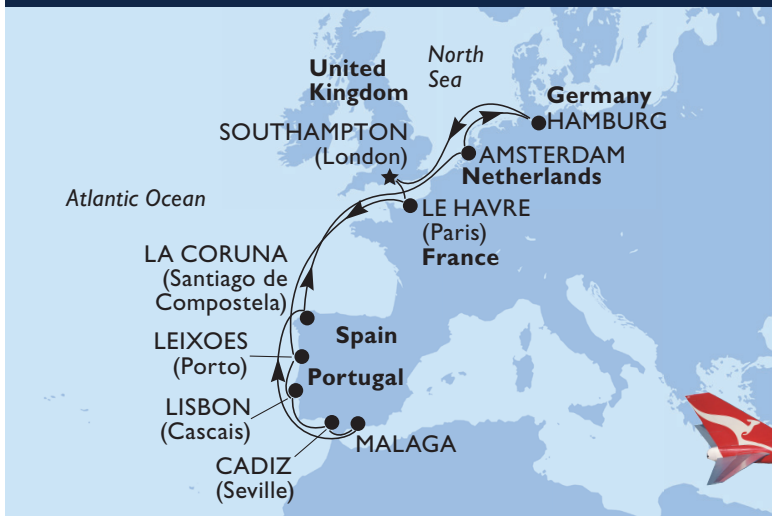 North
Sea
United
Kingdom
Germany
HAMBURG
SOUTHAMPTON
(London)
AMSTERDAM
Netherlands
Atlantic Ocean
LE HAVRE
(Paris)
France
LA CORUNA
(Santiago de
Compostela)
Spain
LEIXOES
(Porto)
Portugal
LISBON
(Cascais)
MALAGA
CADIZ
(Seville)